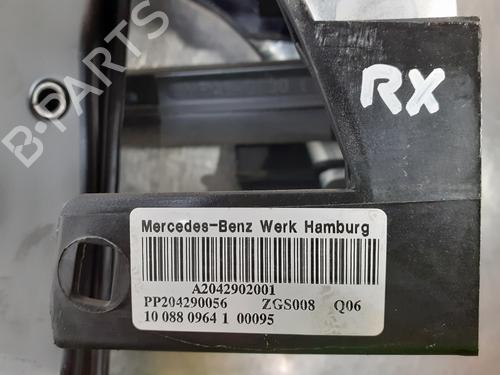 B-PARTS
RX
Mercedes-Benz Werk Hamburg
A2042902001
PP204290056 ZGS008 Q06
10 088 0964 1 00095